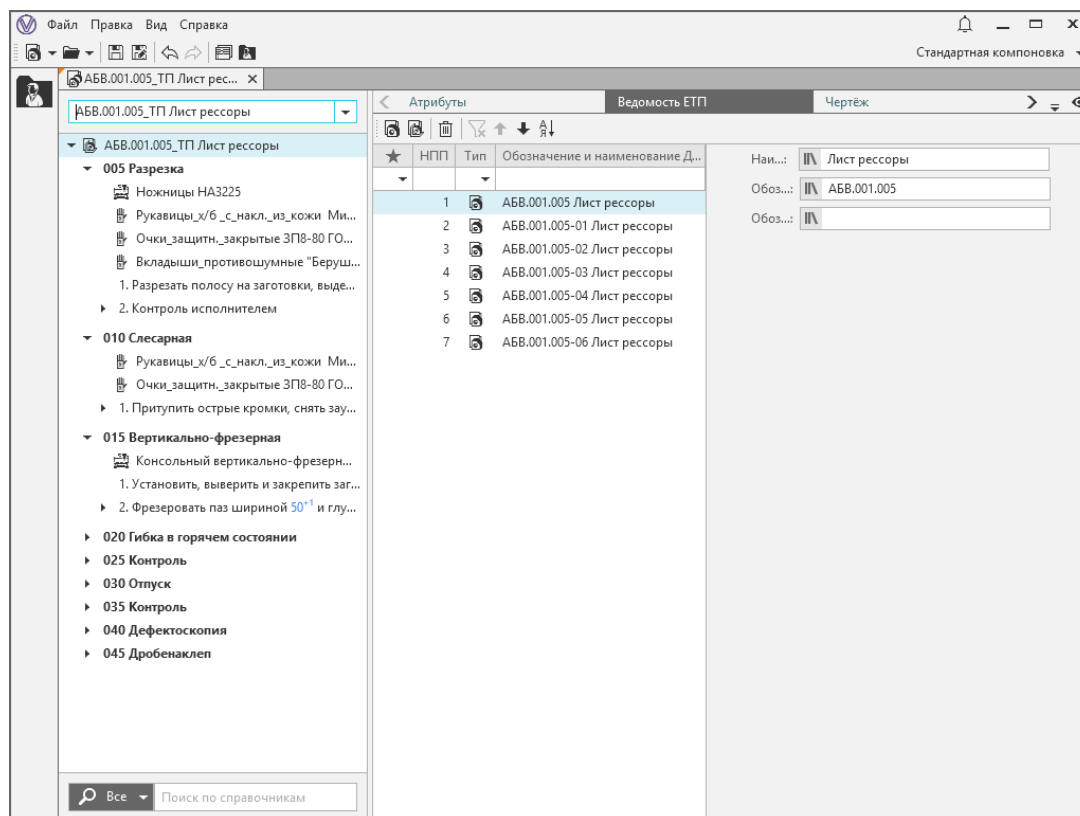 Файл Правка Вид Справка
Стандартная компоновка
АБВ.001.005_ТП Лист рес...
АБВ.001.005_ТП Лист рессоры
АБВ.001.005_ТП Лист рессоры
005 Разрезка
Ножницы НА3225
Рукавицы_х/б _с_накл._из_кожи Ми...
Очки_защитн._закрытые ЗП8-80 ГО...
Вкладыши_противошумные "Беруш...
1. Разрезать полосу на заготовки, выде...
2. Контроль исполнителем
010 Слесарная
Рукавицы_х/б _с_накл._из_кожи Ми...
Очки_защитн._закрытые ЗП8-80 ГО...
1. Притупить острые кромки, снять зау...
015 Вертикально-фрезерная
Консольный вертикально-фрезерн...
1. Установить, выверить и закрепить заг...
2. Фрезеровать паз шириной 50⁺¹ и глу...
020 Гибка в горячем состоянии
025 Контроль
030 Отпуск
035 Контроль
040 Дефектоскопия
045 Дробенаклеп
Все Поиск по справочникам
Атрибуты Ведомость ЕТП Чертёж
НПП Тип Обозначение и наименование Д...
1 АБВ.001.005 Лист рессоры
2 АБВ.001.005-01 Лист рессоры
3 АБВ.001.005-02 Лист рессоры
4 АБВ.001.005-03 Лист рессоры
5 АБВ.001.005-04 Лист рессоры
6 АБВ.001.005-05 Лист рессоры
7 АБВ.001.005-06 Лист рессоры
Наи...: Лист рессоры
Обоз...: АБВ.001.005
Обоз...: